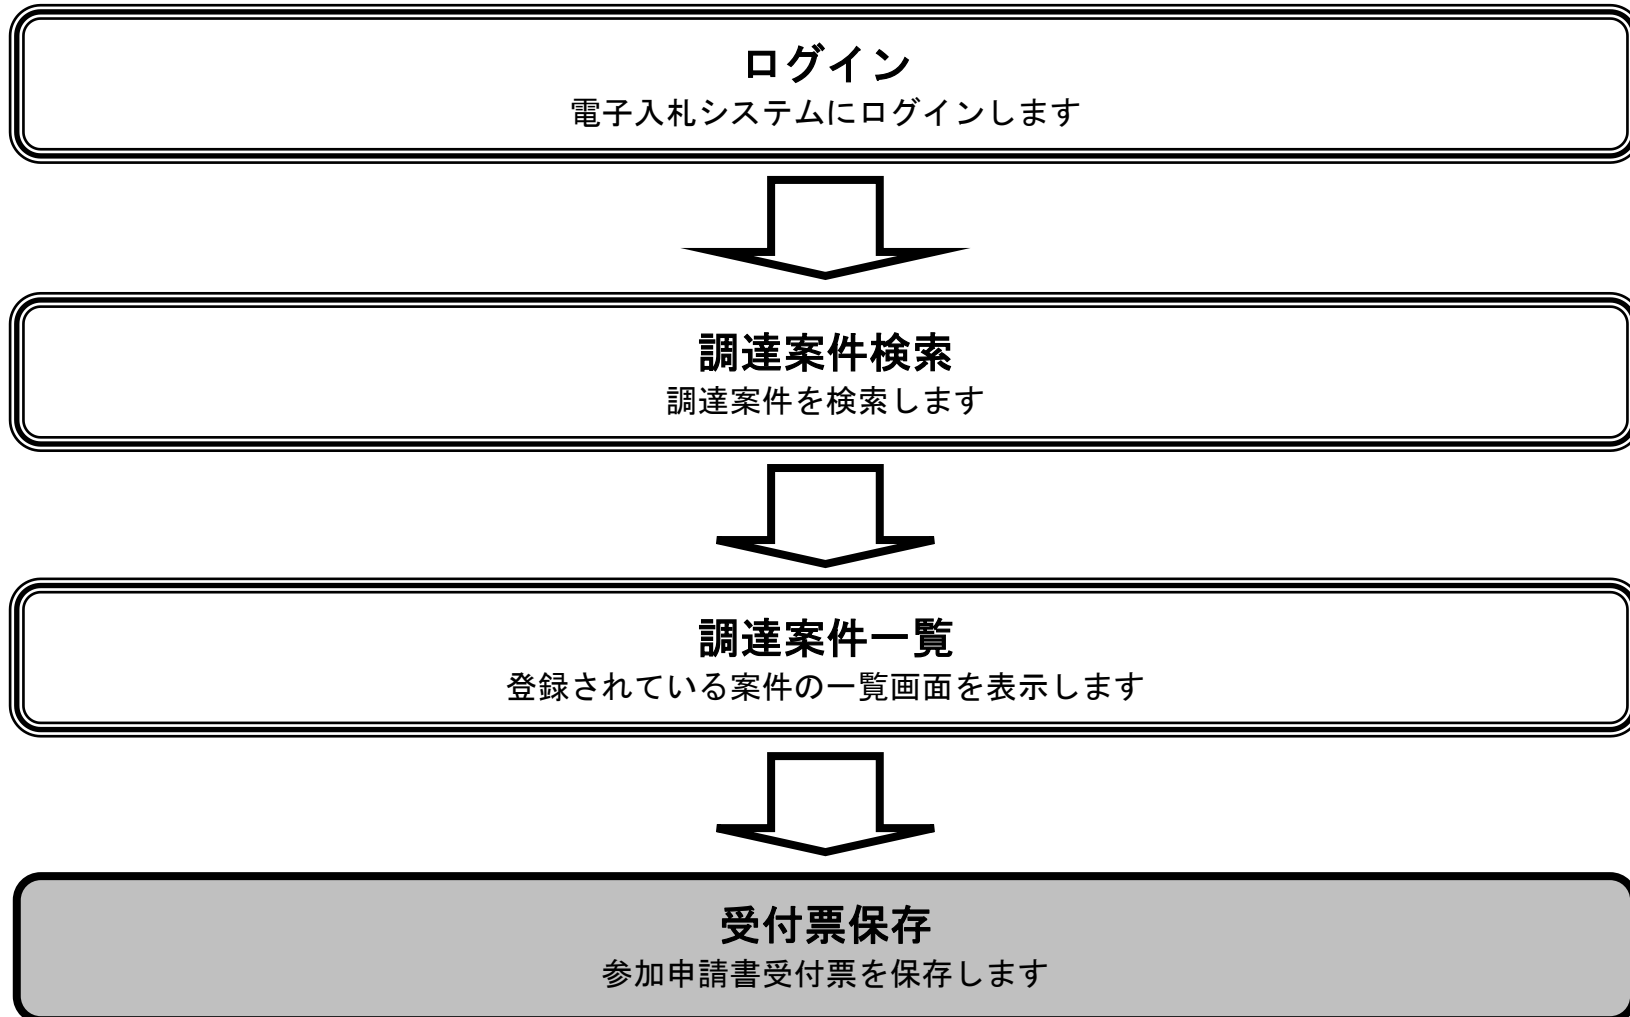 ログイン
電子入札システムにログインします
調達案件検索
調達案件を検索します
調達案件一覧
登録されている案件の一覧画面を表示します
受付票保存
参加申請書受付票を保存します